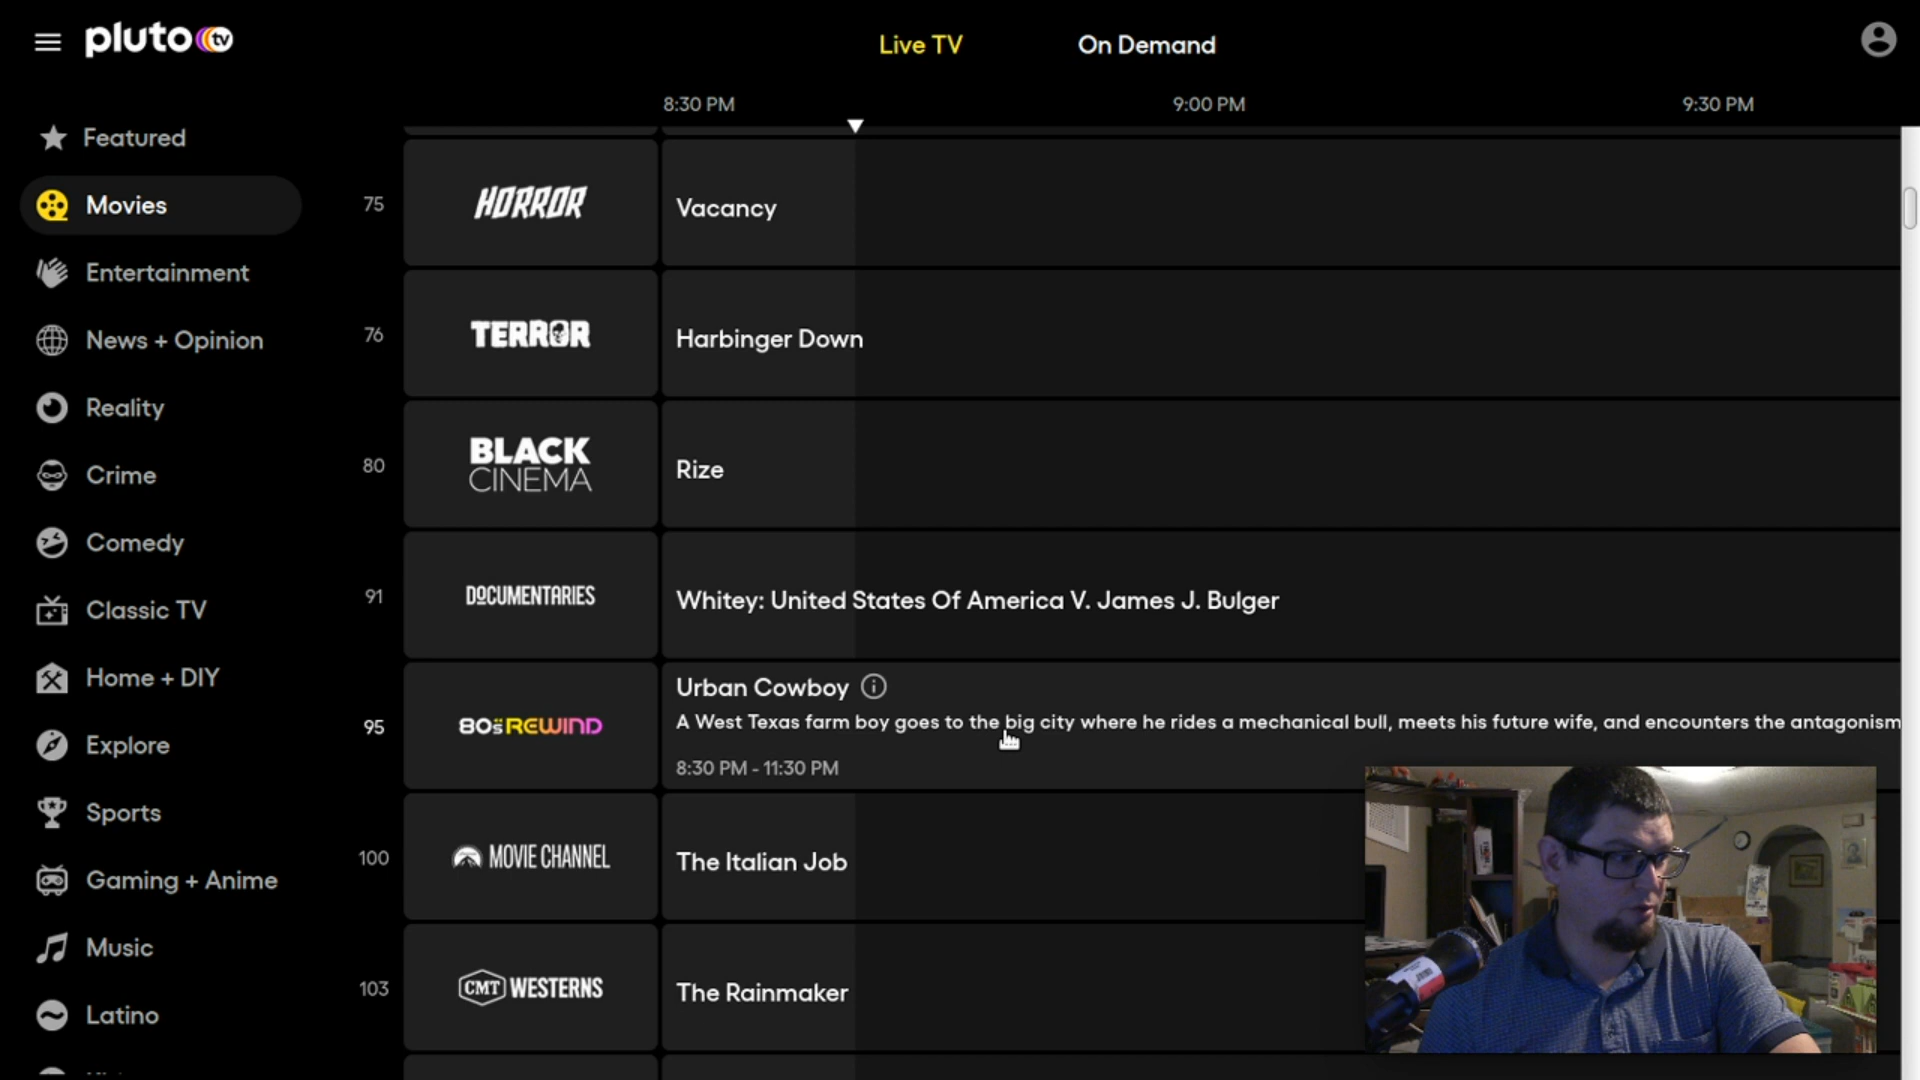 pluto tv
Live TV
On Demand
8:30 PM
9:00 PM
9:30 PM
Featured
Movies
Entertainment
News + Opinion
Reality
Crime
Comedy
Classic TV
Home + DIY
Explore
Sports
Gaming + Anime
Music
Latino
75
HORROR
Vacancy
76
TERROR
Harbinger Down
80
BLACK
CINEMA
Rize
91
DOCUMENTARIES
Whitey: United States Of America V. James J. Bulger
95
80s REWIND
Urban Cowboy
A West Texas farm boy goes to the big city where he rides a mechanical bull, meets his future wife, and encounters the antagonism
8:30 PM - 11:30 PM
100
MOVIE CHANNEL
The Italian Job
103
CMT WESTERNS
The Rainmaker